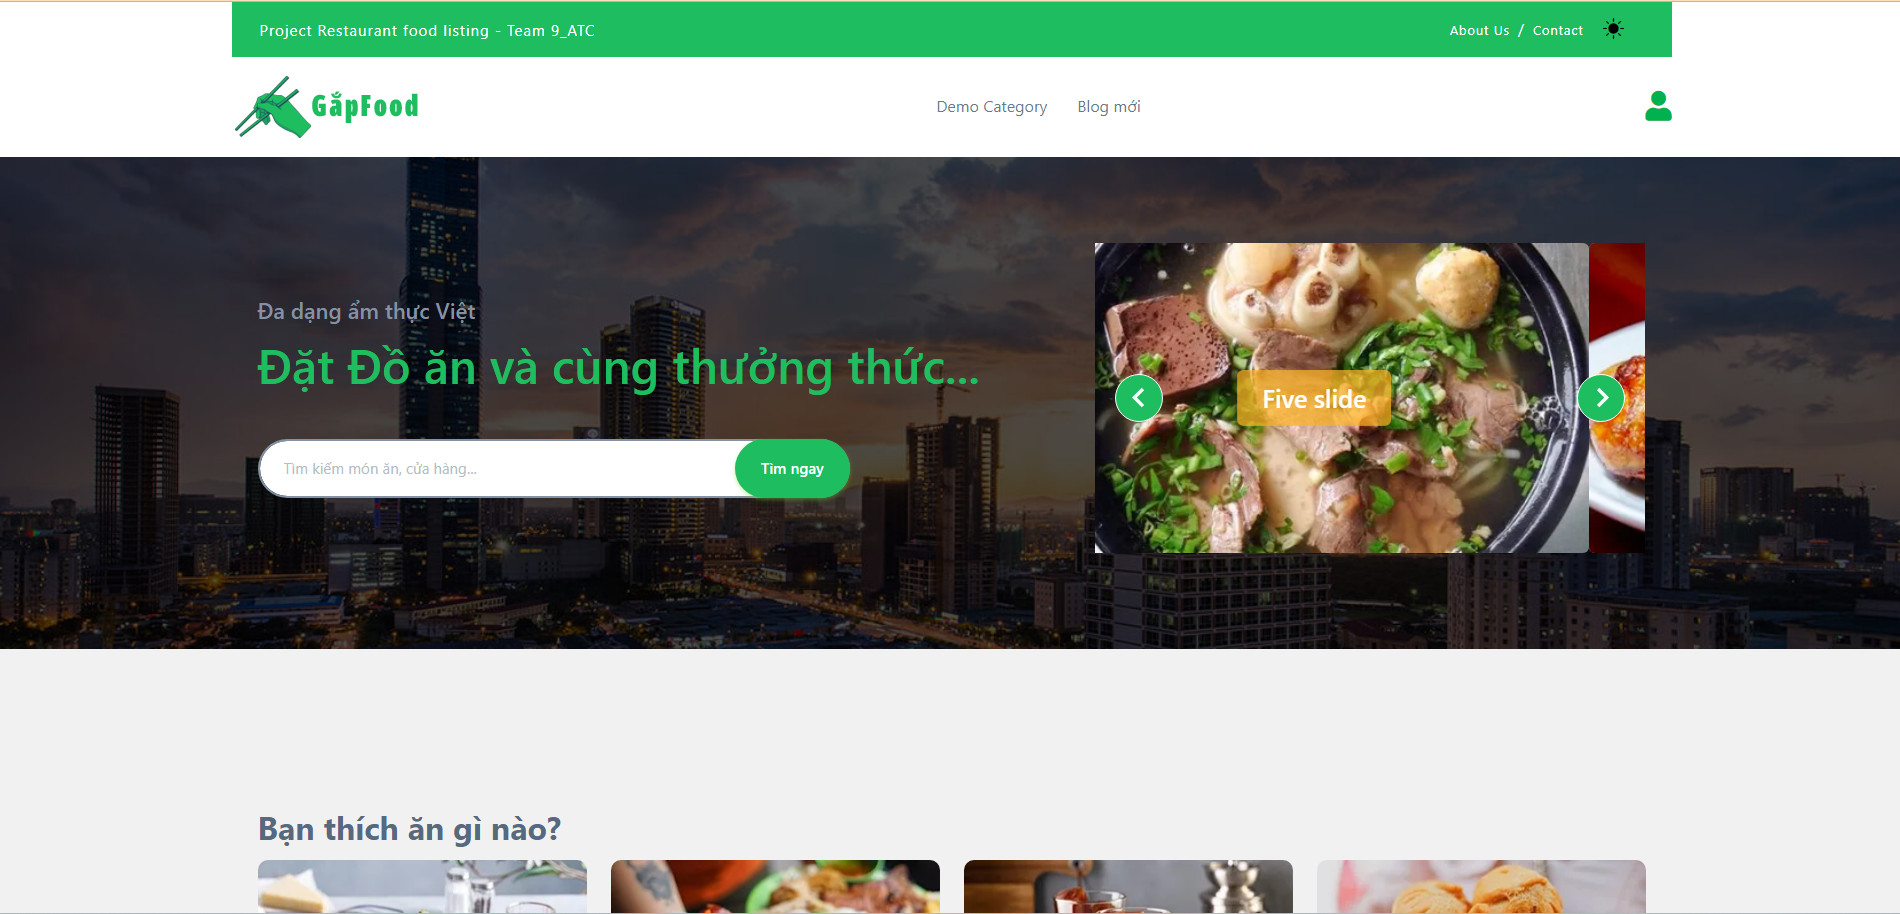 Project Restaurant food listing - Team 9_ATC
About Us / Contact
GắpFood
Demo Category
Blog mới
Đa dạng ẩm thực Việt
Đặt Đồ ăn và cùng thưởng thức...
Tìm kiếm món ăn, cửa hàng...
Tìm ngay
Five slide
Bạn thích ăn gì nào?